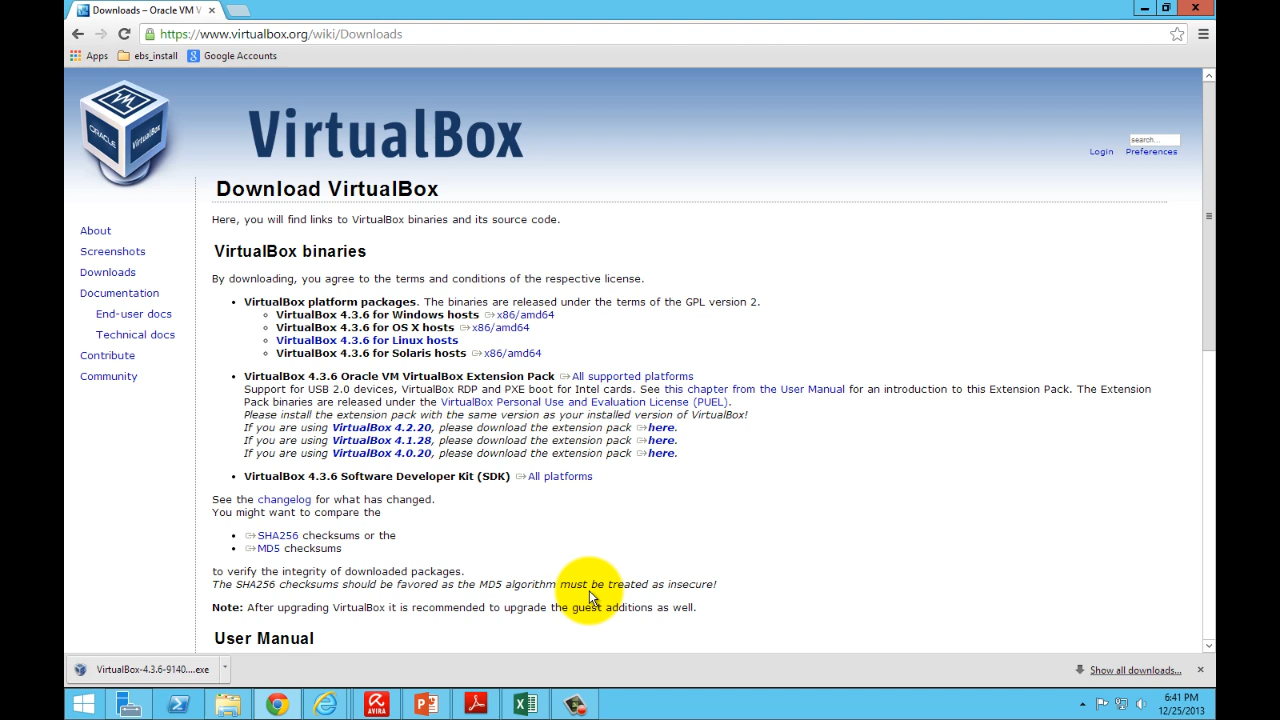 Downloads – Oracle VM V
https://www.virtualbox.org/wiki/Downloads
Apps ebs_install Google Accounts
VM
ORACLE VirtualBox
VirtualBox
search...
Login Preferences
Download VirtualBox
Here, you will find links to VirtualBox binaries and its source code.
About
Screenshots
Downloads
Documentation
End-user docs
Technical docs
Contribute
Community
VirtualBox binaries
By downloading, you agree to the terms and conditions of the respective license.
VirtualBox platform packages. The binaries are released under the terms of the GPL version 2.
VirtualBox 4.3.6 for Windows hosts x86/amd64
VirtualBox 4.3.6 for OS X hosts x86/amd64
VirtualBox 4.3.6 for Linux hosts
VirtualBox 4.3.6 for Solaris hosts x86/amd64
VirtualBox 4.3.6 Oracle VM VirtualBox Extension Pack All supported platforms
Support for USB 2.0 devices, VirtualBox RDP and PXE boot for Intel cards. See this chapter from the User Manual for an introduction to this Extension Pack. The Extension
Pack binaries are released under the VirtualBox Personal Use and Evaluation License (PUEL).
Please install the extension pack with the same version as your installed version of VirtualBox!
If you are using VirtualBox 4.2.20, please download the extension pack here.
If you are using VirtualBox 4.1.28, please download the extension pack here.
If you are using VirtualBox 4.0.20, please download the extension pack here.
VirtualBox 4.3.6 Software Developer Kit (SDK) All platforms
See the changelog for what has changed.
You might want to compare the
SHA256 checksums or the
MD5 checksums
to verify the integrity of downloaded packages.
The SHA256 checksums should be favored as the MD5 algorithm must be treated as insecure!
Note: After upgrading VirtualBox it is recommended to upgrade the guest additions as well.
User Manual
VirtualBox-4.3.6-9140....exe
Show all downloads...
AVIRA
6:41 PM
12/25/2013